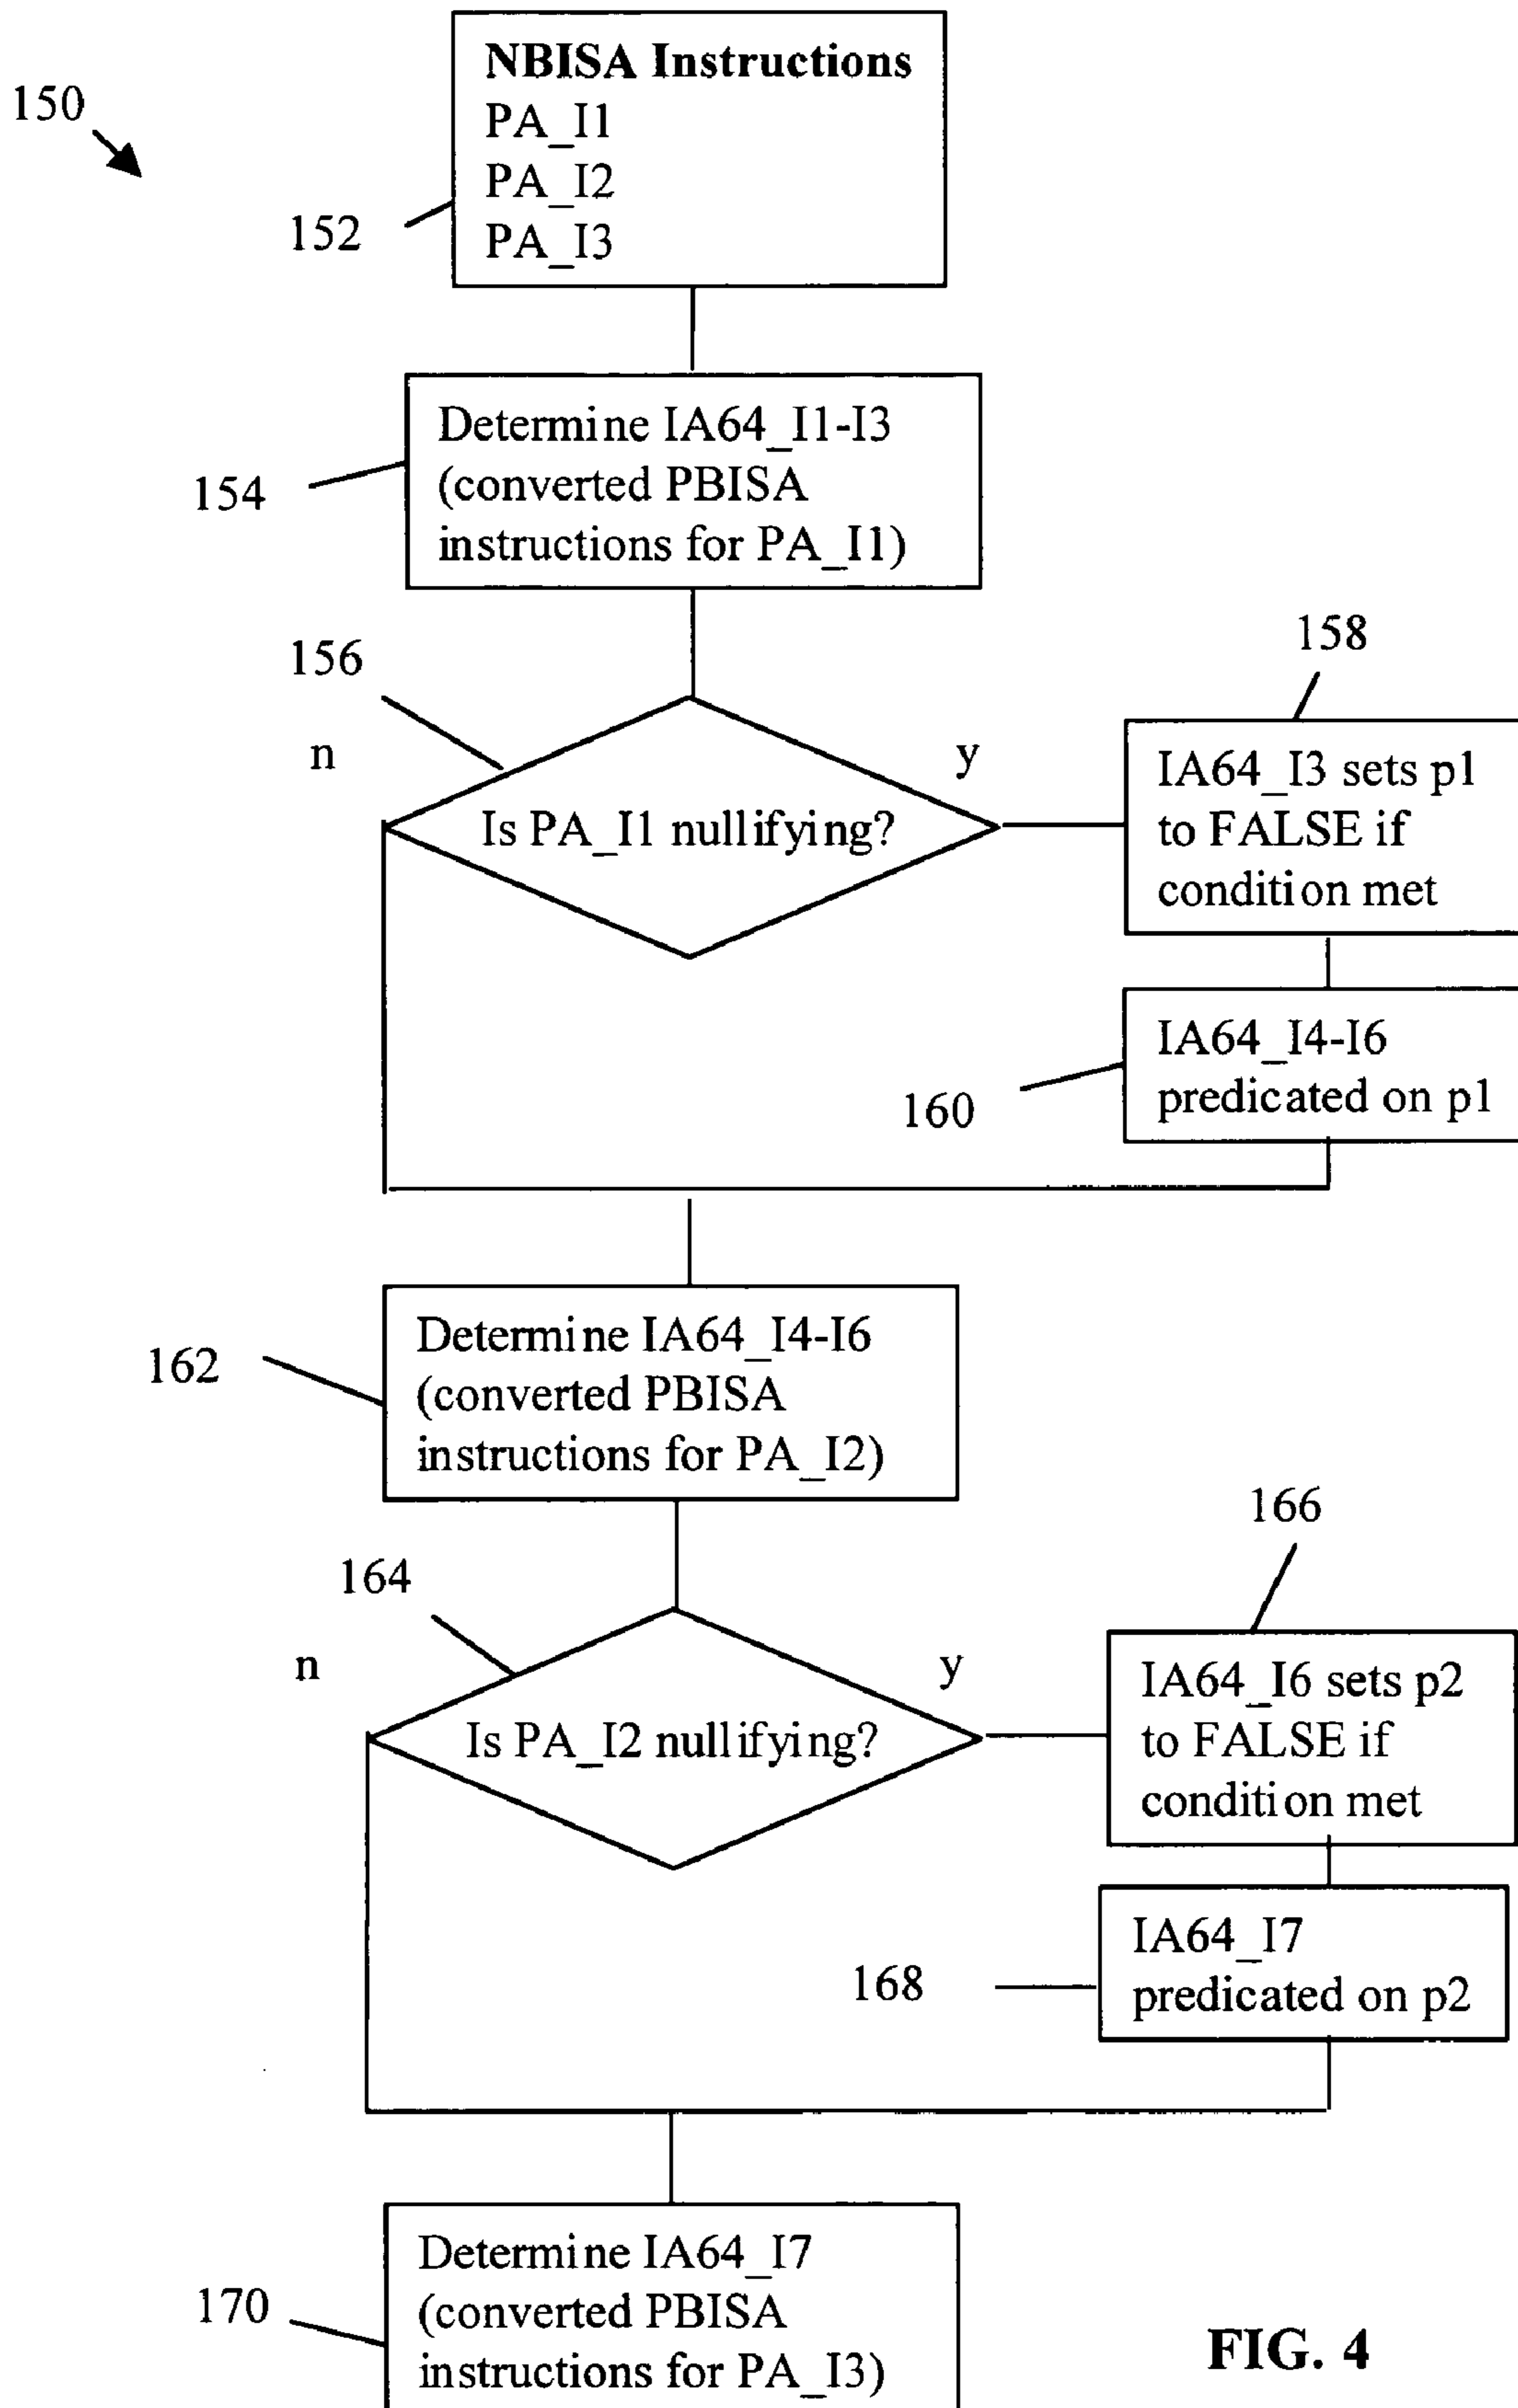 150
NBISA Instructions
PA_I1
PA_I2
PA_I3
152
Determine IA64_I1-I3
(converted PBISA
instructions for PA_I1)
154
156
n
y
Is PA_I1 nullifying?
158
IA64_I3 sets p1
to FALSE if
condition met
160
IA64_I4-I6
predicated on p1
162
Determine IA64_I4-I6
(converted PBISA
instructions for PA_I2)
164
n
y
Is PA_I2 nullifying?
166
IA64_I6 sets p2
to FALSE if
condition met
168
IA64_I7
predicated on p2
170
Determine IA64_I7
(converted PBISA
instructions for PA_I3)
FIG. 4